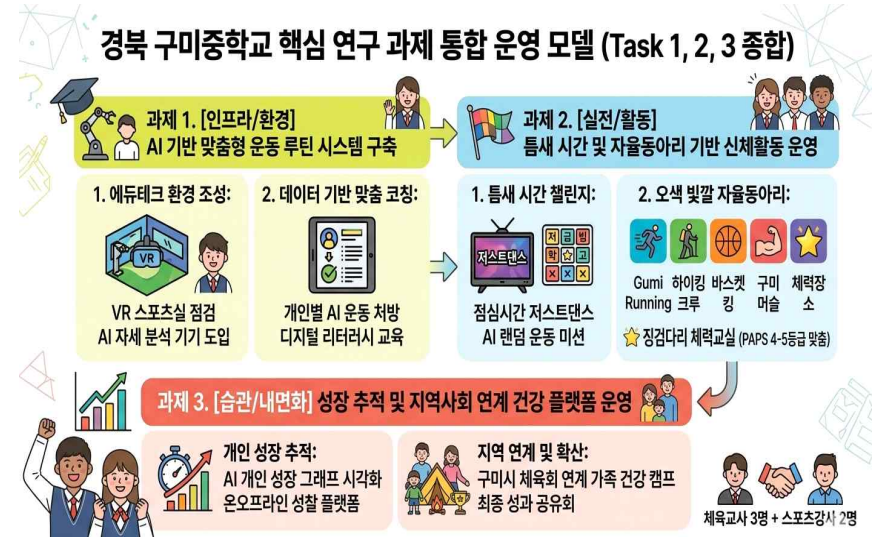 경북 구미중학교 핵심 연구 과제 통합 운영 모델 (Task 1, 2, 3 종합)
과제 1. [인프라/환경]
AI 기반 맞춤형 운동 루틴 시스템 구축
1. 에듀테크 환경 조성:
VR
VR 스포츠실 점검
AI 자세 분석 기기 도입
2. 데이터 기반 맞춤 코칭:
개인별 AI 운동 처방
디지털 리터러시 교육
과제 2. [실전/활동]
틈새 시간 및 자율동아리 기반 신체활동 운영
1. 틈새 시간 챌린지:
저스트댄스
저 금 빙
확 고
X X X
점심시간 저스트댄스
AI 랜덤 운동 미션
2. 오색 빛깔 자율동아리:
Gumi Running
하이킹 크루
바스켓 킹
구미 머슬
체력장 소
징검다리 체력교실 (PAPS 4-5등급 맞춤)
과제 3. [습관/내면화] 성장 추적 및 지역사회 연계 건강 플랫폼 운영
개인 성장 추적:
AI 개인 성장 그래프 시각화
온오프라인 성찰 플랫폼
지역 연계 및 확산:
구미시 체육회 연계 가족 건강 캠프
최종 성과 공유회
체육교사 3명 + 스포츠강사 2명